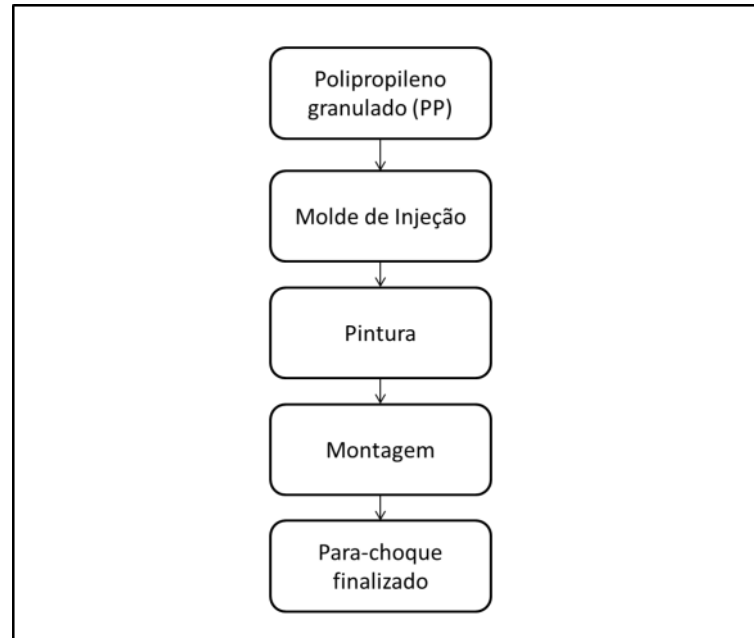 Polipropileno
granulado (PP)
Molde de Injeção
Pintura
Montagem
Para-choque
finalizado